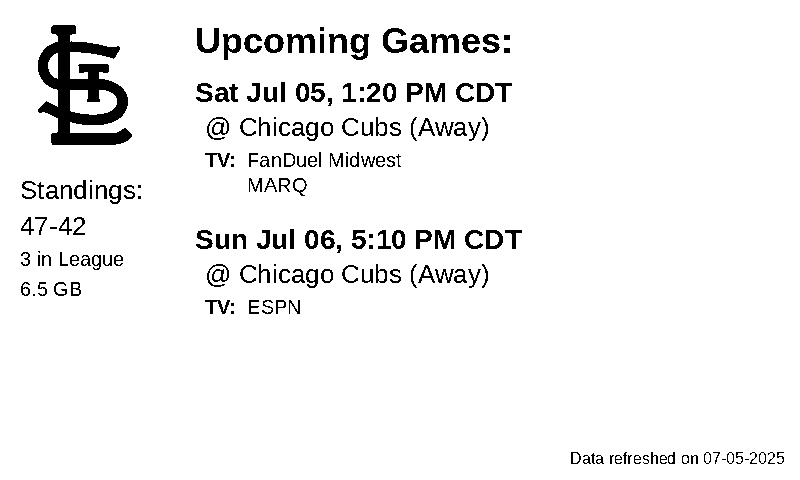 STL
Standings:
47-42
3 in League
6.5 GB
Upcoming Games:
Sat Jul 05, 1:20 PM CDT
@ Chicago Cubs (Away)
TV: FanDuel Midwest
MARQ
Sun Jul 06, 5:10 PM CDT
@ Chicago Cubs (Away)
TV: ESPN
Data refreshed on 07-05-2025